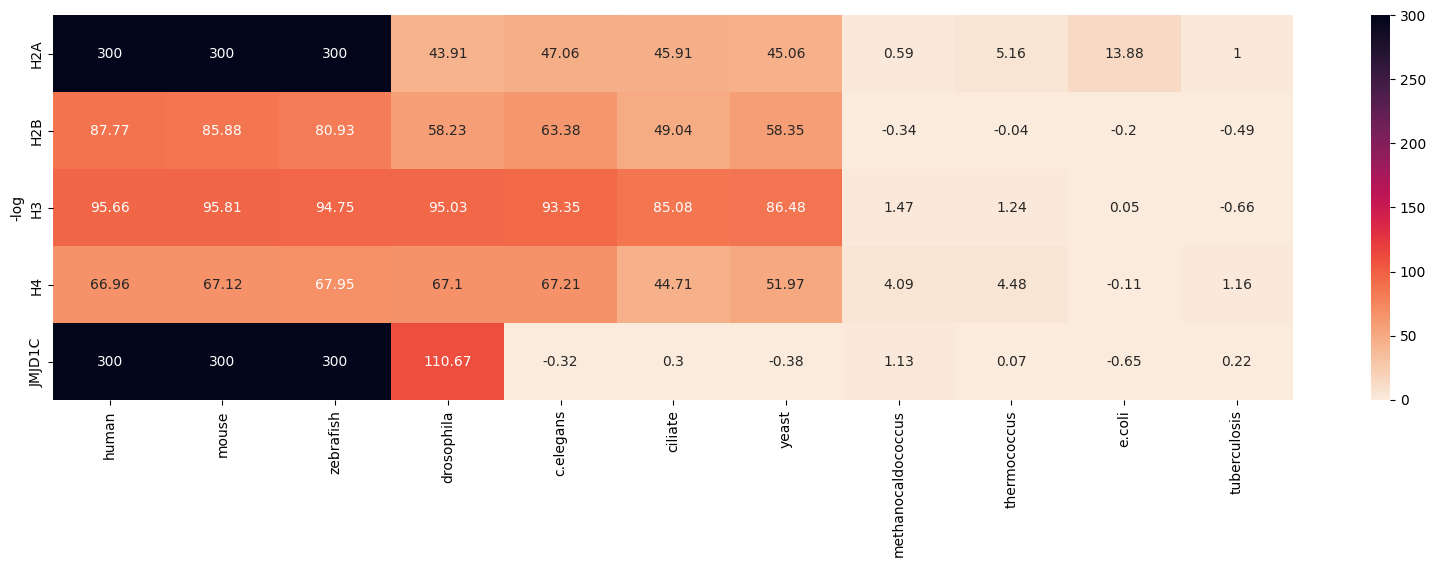 H2A 300 300 300 43.91 47.06 45.91 45.06 0.59 5.16 13.88 1
H2B 87.77 85.88 80.93 58.23 63.38 49.04 58.35 -0.34 -0.04 -0.2 -0.49
-log
H3 95.66 95.81 94.75 95.03 93.35 85.08 86.48 1.47 1.24 0.05 -0.66
H4 66.96 67.12 67.95 67.1 67.21 44.71 51.97 4.09 4.48 -0.11 1.16
JMJD1C 300 300 300 110.67 -0.32 0.3 -0.38 1.13 0.07 -0.65 0.22
human
mouse
zebrafish
drosophila
c.elegans
ciliate
yeast
methanocaldococcus
thermococcus
e.coli
tuberculosis
300
250
200
150
100
50
0